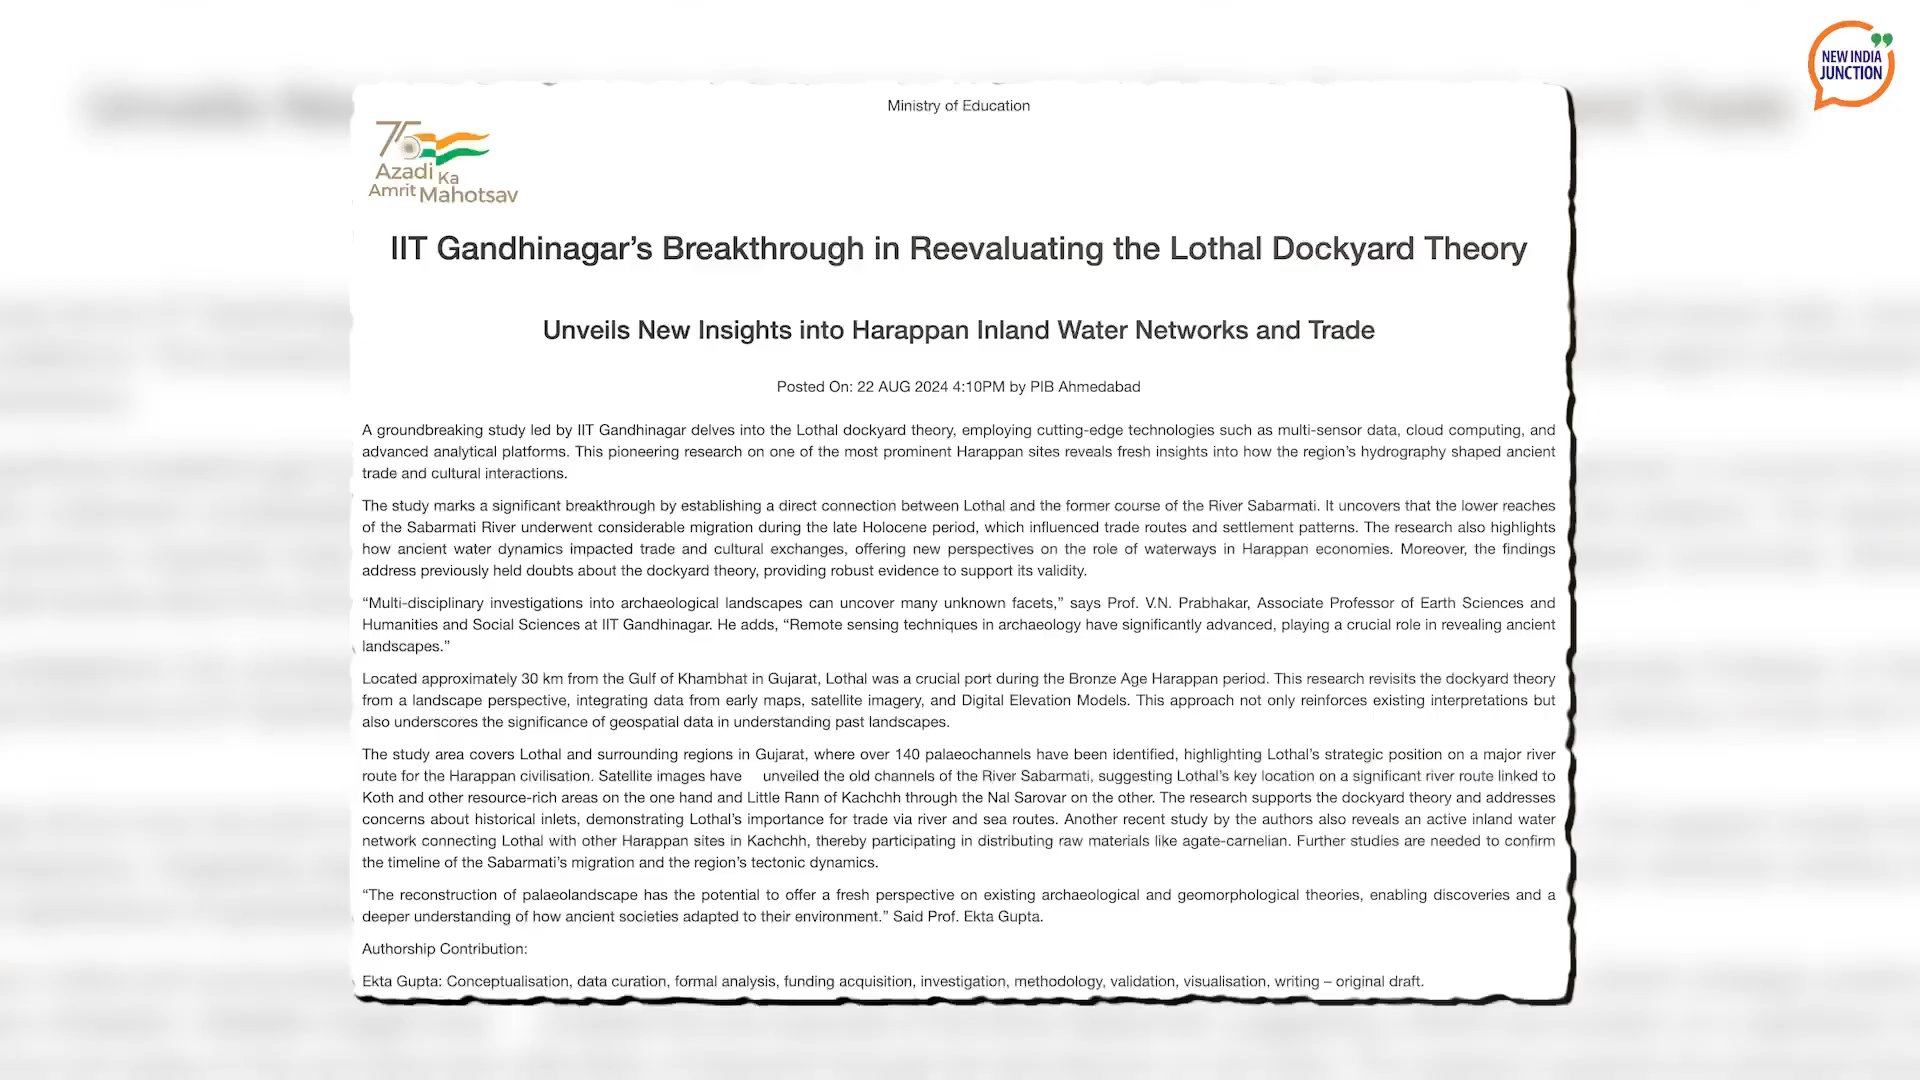 NEW INDIA
JUNCTION
Ministry of Education
75
Azadi Ka
Amrit Mahotsav
IIT Gandhinagar’s Breakthrough in Reevaluating the Lothal Dockyard Theory
Unveils New Insights into Harappan Inland Water Networks and Trade
Posted On: 22 AUG 2024 4:10PM by PIB Ahmedabad
A groundbreaking study led by IIT Gandhinagar delves into the Lothal dockyard theory, employing cutting-edge technologies such as multi-sensor data, cloud computing, and
advanced analytical platforms. This pioneering research on one of the most prominent Harappan sites reveals fresh insights into how the region’s hydrography shaped ancient
trade and cultural interactions.
The study marks a significant breakthrough by establishing a direct connection between Lothal and the former course of the River Sabarmati. It uncovers that the lower reaches
of the Sabarmati River underwent considerable migration during the late Holocene period, which influenced trade routes and settlement patterns. The research also highlights
how ancient water dynamics impacted trade and cultural exchanges, offering new perspectives on the role of waterways in Harappan economies. Moreover, the findings
address previously held doubts about the dockyard theory, providing robust evidence to support its validity.
“Multi-disciplinary investigations into archaeological landscapes can uncover many unknown facets,” says Prof. V.N. Prabhakar, Associate Professor of Earth Sciences and
Humanities and Social Sciences at IIT Gandhinagar. He adds, “Remote sensing techniques in archaeology have significantly advanced, playing a crucial role in revealing ancient
landscapes.”
Located approximately 30 km from the Gulf of Khambhat in Gujarat, Lothal was a crucial port during the Bronze Age Harappan period. This research revisits the dockyard theory
from a landscape perspective, integrating data from early maps, satellite imagery, and Digital Elevation Models. This approach not only reinforces existing interpretations but
also underscores the significance of geospatial data in understanding past landscapes.
The study area covers Lothal and surrounding regions in Gujarat, where over 140 palaeochannels have been identified, highlighting Lothal’s strategic position on a major river
route for the Harappan civilisation. Satellite images have unveiled the old channels of the River Sabarmati, suggesting Lothal’s key location on a significant river route linked to
Koth and other resource-rich areas on the one hand and Little Rann of Kachchh through the Nal Sarovar on the other. The research supports the dockyard theory and addresses
concerns about historical inlets, demonstrating Lothal’s importance for trade via river and sea routes. Another recent study by the authors also reveals an active inland water
network connecting Lothal with other Harappan sites in Kachchh, thereby participating in distributing raw materials like agate-carnelian. Further studies are needed to confirm
the timeline of the Sabarmati’s migration and the region’s tectonic dynamics.
“The reconstruction of palaeolandscape has the potential to offer a fresh perspective on existing archaeological and geomorphological theories, enabling discoveries and a
deeper understanding of how ancient societies adapted to their environment.” Said Prof. Ekta Gupta.
Authorship Contribution:
Ekta Gupta: Conceptualisation, data curation, formal analysis, funding acquisition, investigation, methodology, validation, visualisation, writing – original draft.